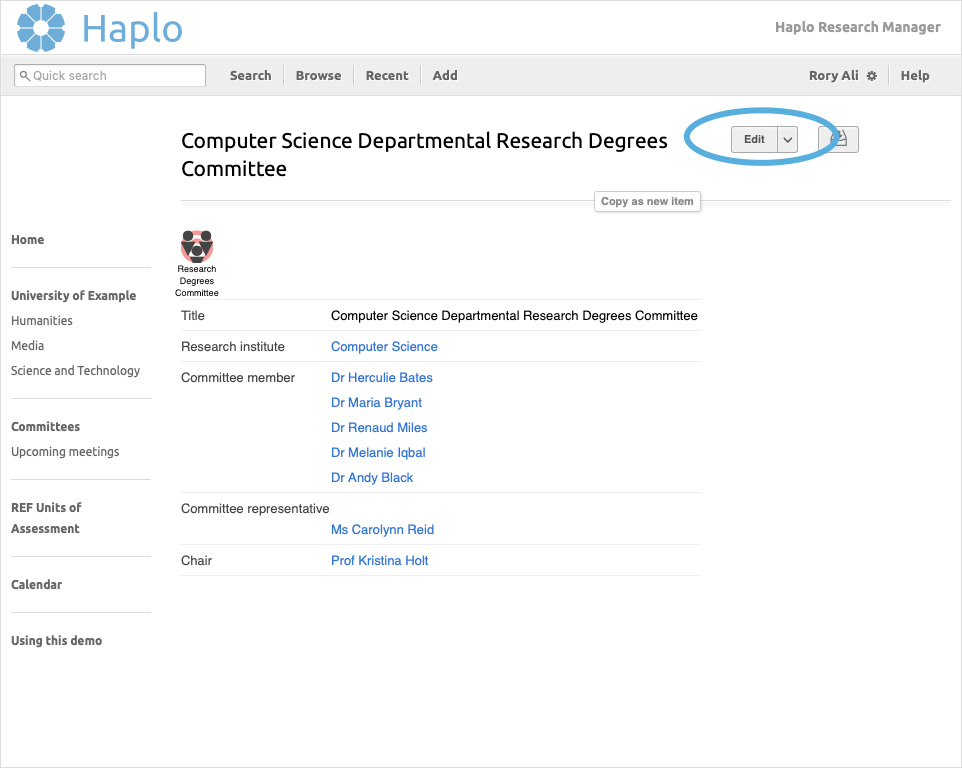 Haplo
Haplo Research Manager
Quick search
Search
Browse
Recent
Add
Rory Ali
Help
Computer Science Departmental Research Degrees
Committee
Edit
Copy as new item
Home
University of Example
Humanities
Media
Science and Technology
Committees
Upcoming meetings
REF Units of
Assessment
Calendar
Using this demo
Research
Degrees
Committee
Title Computer Science Departmental Research Degrees Committee
Research institute Computer Science
Committee member Dr Herculie Bates
Dr Maria Bryant
Dr Renaud Miles
Dr Melanie Iqbal
Dr Andy Black
Committee representative
Ms Carolynn Reid
Chair Prof Kristina Holt